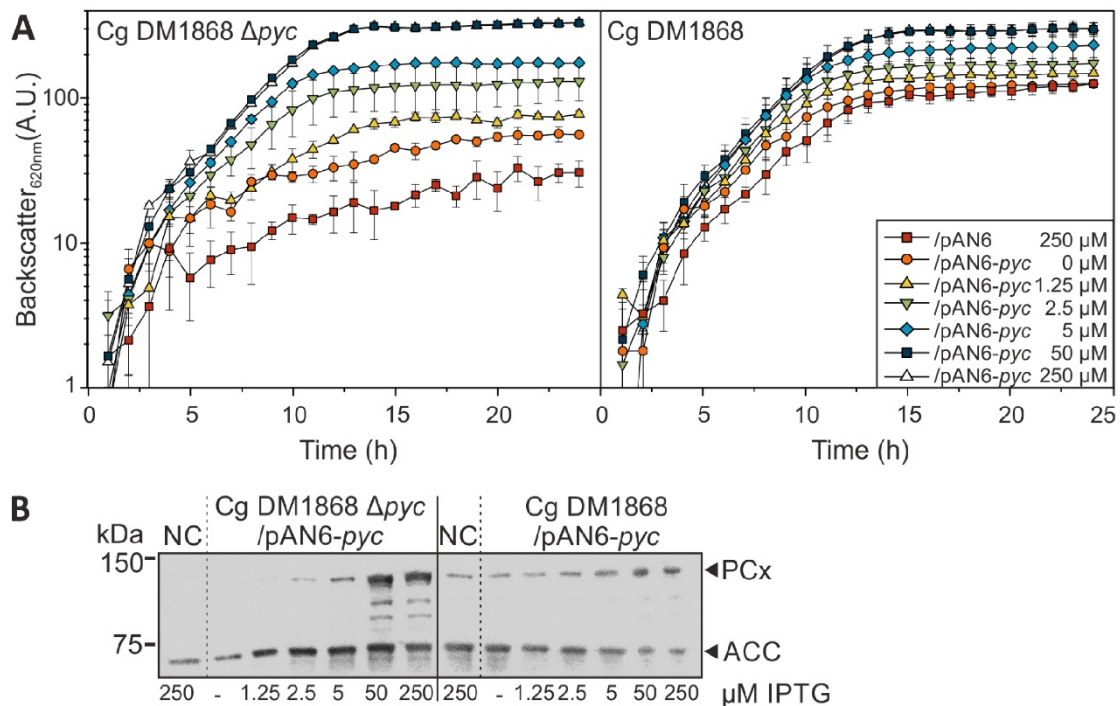 A
Cg DM1868 Δpyc
Cg DM1868
Backscatter620nm (A.U.)
100
10
1
0 5 10 15 20
0 5 10 15 20 25
Time (h)
Time (h)
/pAN6 250 µM
/pAN6-pyc 0 µM
/pAN6-pyc 1.25 µM
/pAN6-pyc 2.5 µM
/pAN6-pyc 5 µM
/pAN6-pyc 50 µM
/pAN6-pyc 250 µM
B
Cg DM1868 Δpyc
/pAN6-pyc
Cg DM1868
/pAN6-pyc
kDa NC NC
150
75
PCx
ACC
250 - 1.25 2.5 5 50 250 250 - 1.25 2.5 5 50 250 µM IPTG